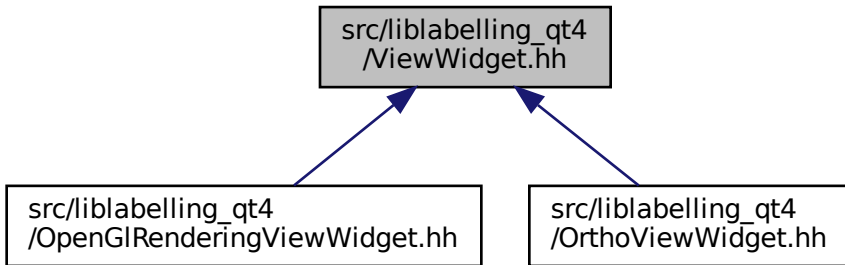 src/liblabelling_qt4
/ViewWidget.hh
src/liblabelling_qt4
/OpenGlRenderingViewWidget.hh
src/liblabelling_qt4
/OrthoViewWidget.hh